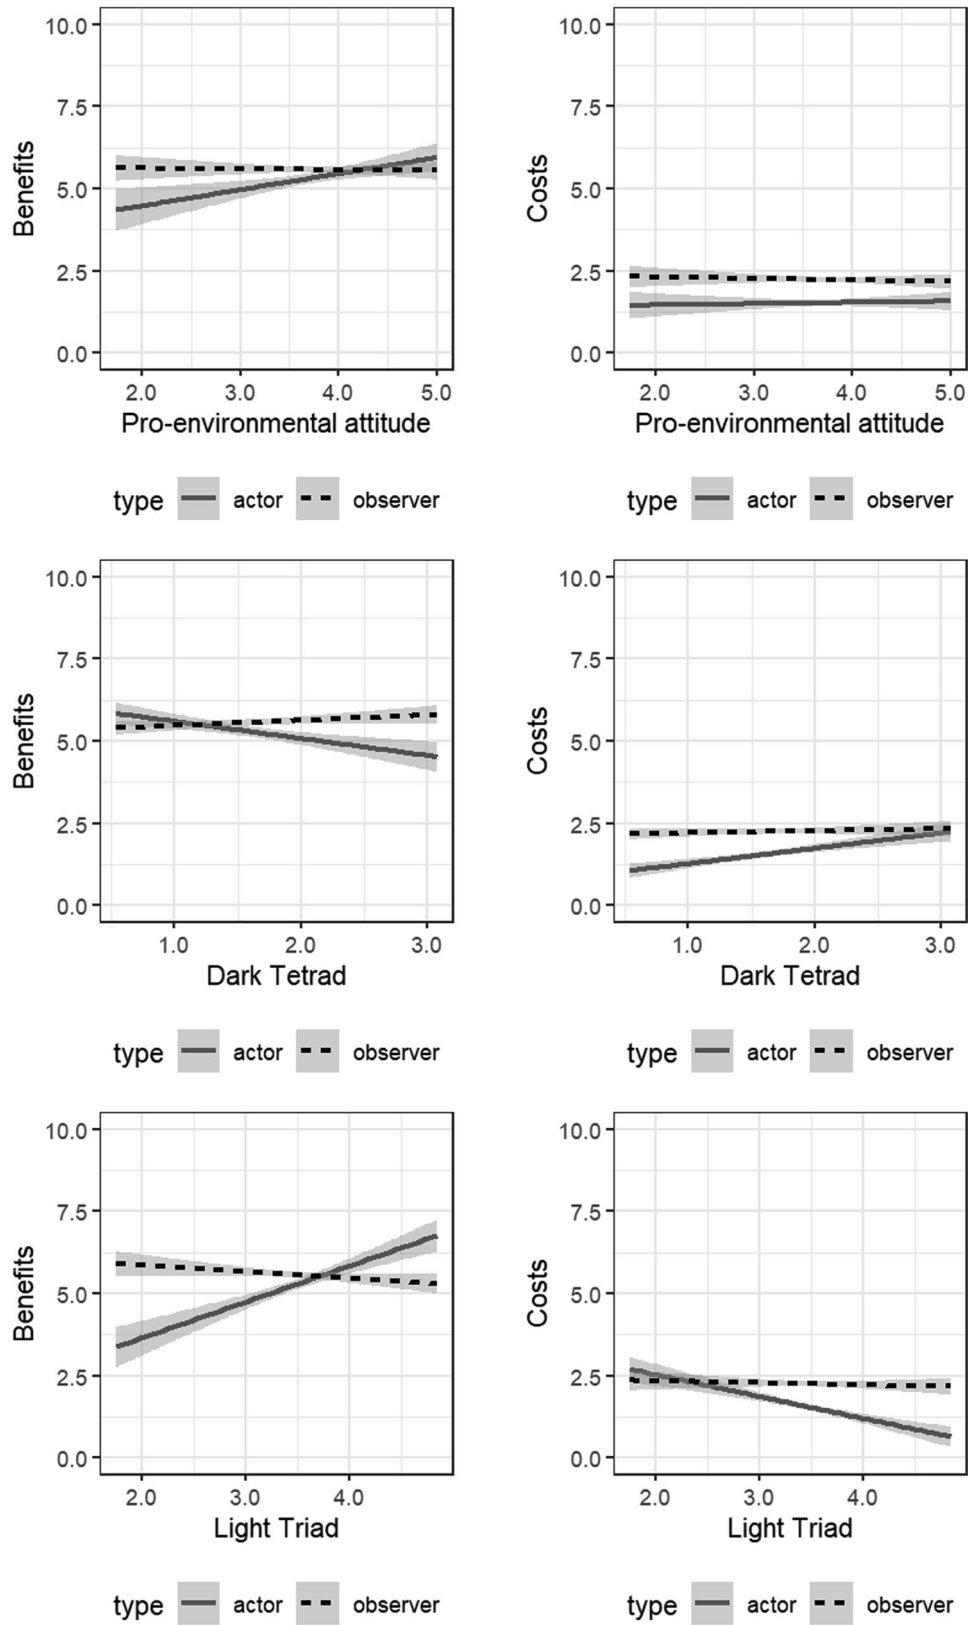 10.0
7.5
5.0
2.5
0.0
Benefits
2.0 3.0 4.0 5.0
Pro-environmental attitude
type actor observer
10.0
7.5
5.0
2.5
0.0
Costs
2.0 3.0 4.0 5.0
Pro-environmental attitude
type actor observer
10.0
7.5
5.0
2.5
0.0
Benefits
1.0 2.0 3.0
Dark Tetrad
type actor observer
10.0
7.5
5.0
2.5
0.0
Costs
1.0 2.0 3.0
Dark Tetrad
type actor observer
10.0
7.5
5.0
2.5
0.0
Benefits
2.0 3.0 4.0
Light Triad
type actor observer
10.0
7.5
5.0
2.5
0.0
Costs
2.0 3.0 4.0
Light Triad
type actor observer